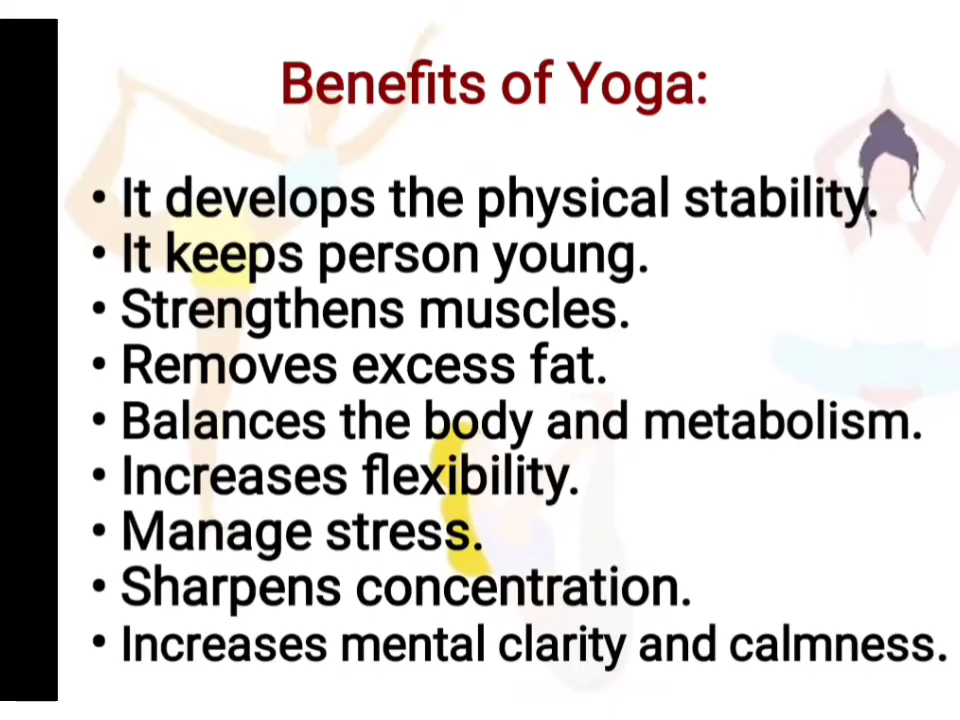 Benefits of Yoga:
• It develops the physical stability.
• It keeps person young.
• Strengthens muscles.
• Removes excess fat.
• Balances the body and metabolism.
• Increases flexibility.
• Manage stress.
• Sharpens concentration.
• Increases mental clarity and calmness.